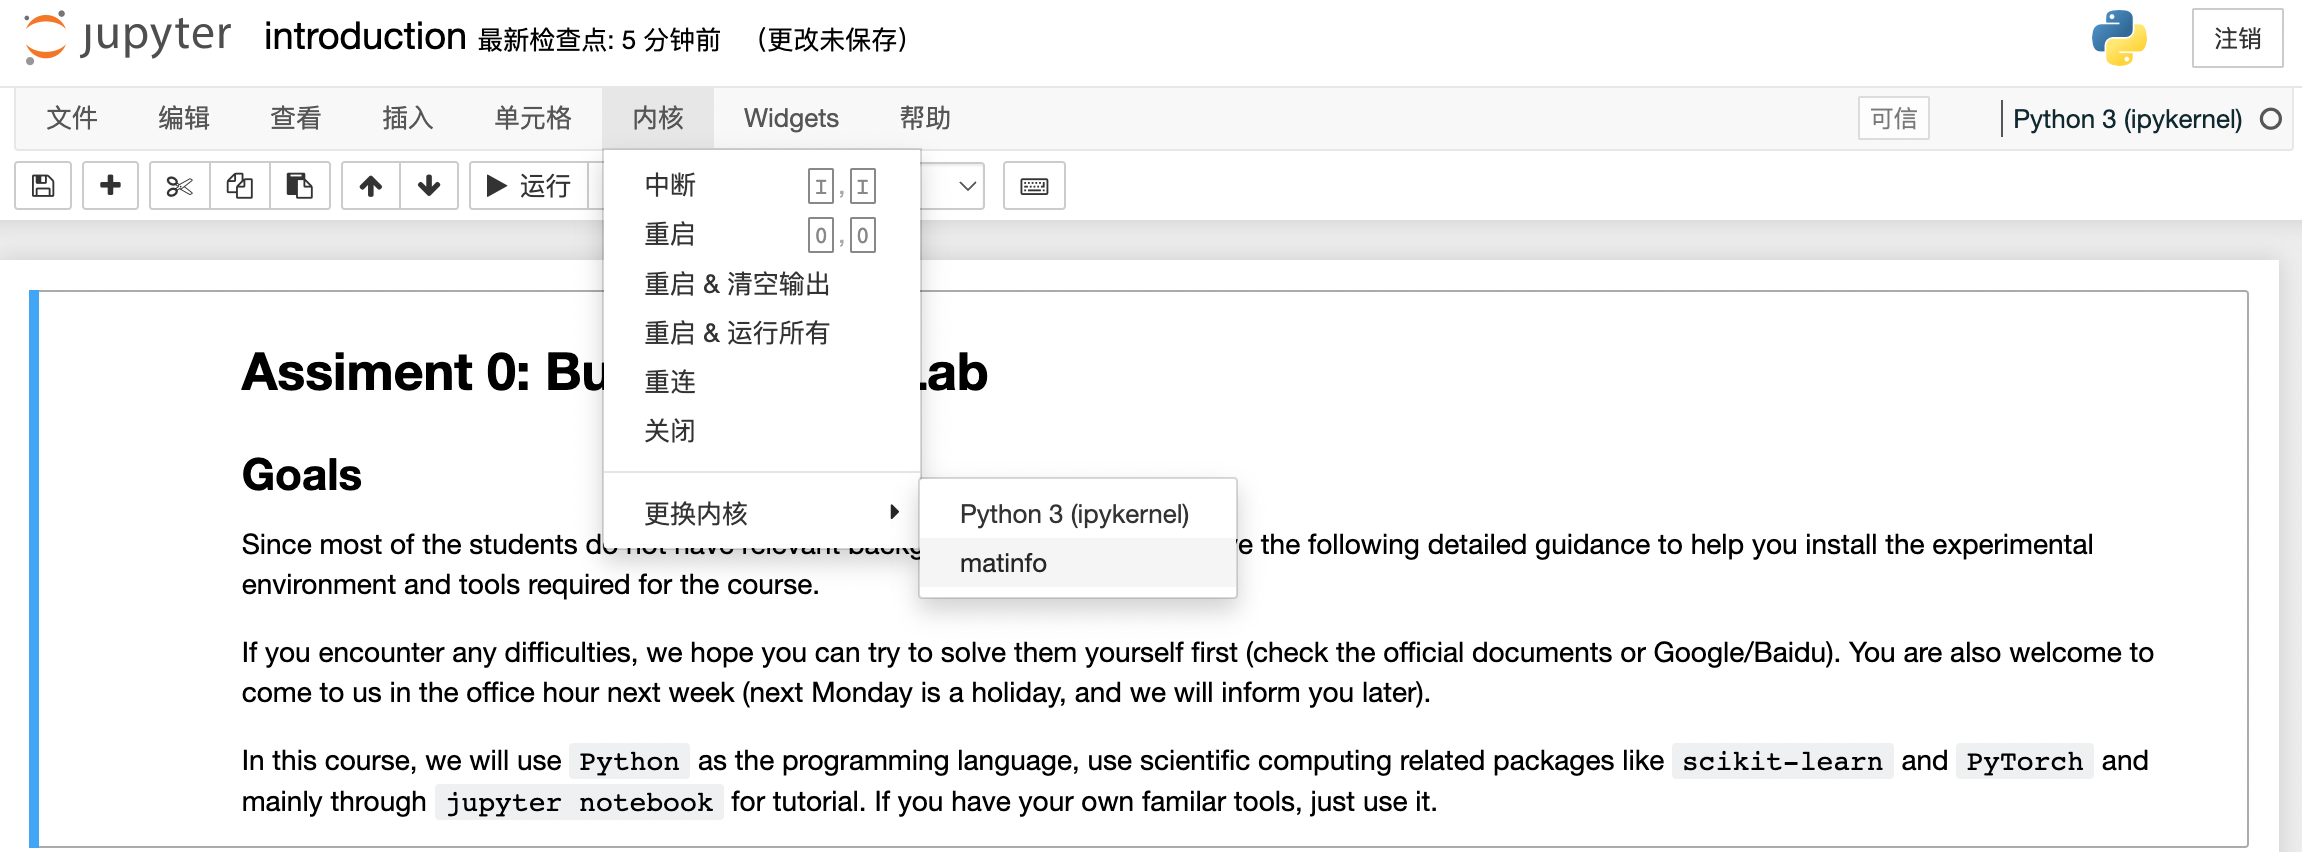 jupyter introduction 最新检查点: 5 分钟前 (更改未保存) 注销
文件 编辑 查看 插入 单元格 内核 Widgets 帮助 可信 Python 3 (ipykernel)
运行
中断 I , I
重启 0 , 0
重启 & 清空输出
重启 & 运行所有
重连
关闭
更换内核
Python 3 (ipykernel)
matinfo
Assiment 0: Bu Lab
Goals
Since most of the students do not have relevant backg e the following detailed guidance to help you install the experimental
environment and tools required for the course.
If you encounter any difficulties, we hope you can try to solve them yourself first (check the official documents or Google/Baidu). You are also welcome to
come to us in the office hour next week (next Monday is a holiday, and we will inform you later).
In this course, we will use Python as the programming language, use scientific computing related packages like scikit-learn and PyTorch and
mainly through jupyter notebook for tutorial. If you have your own familar tools, just use it.